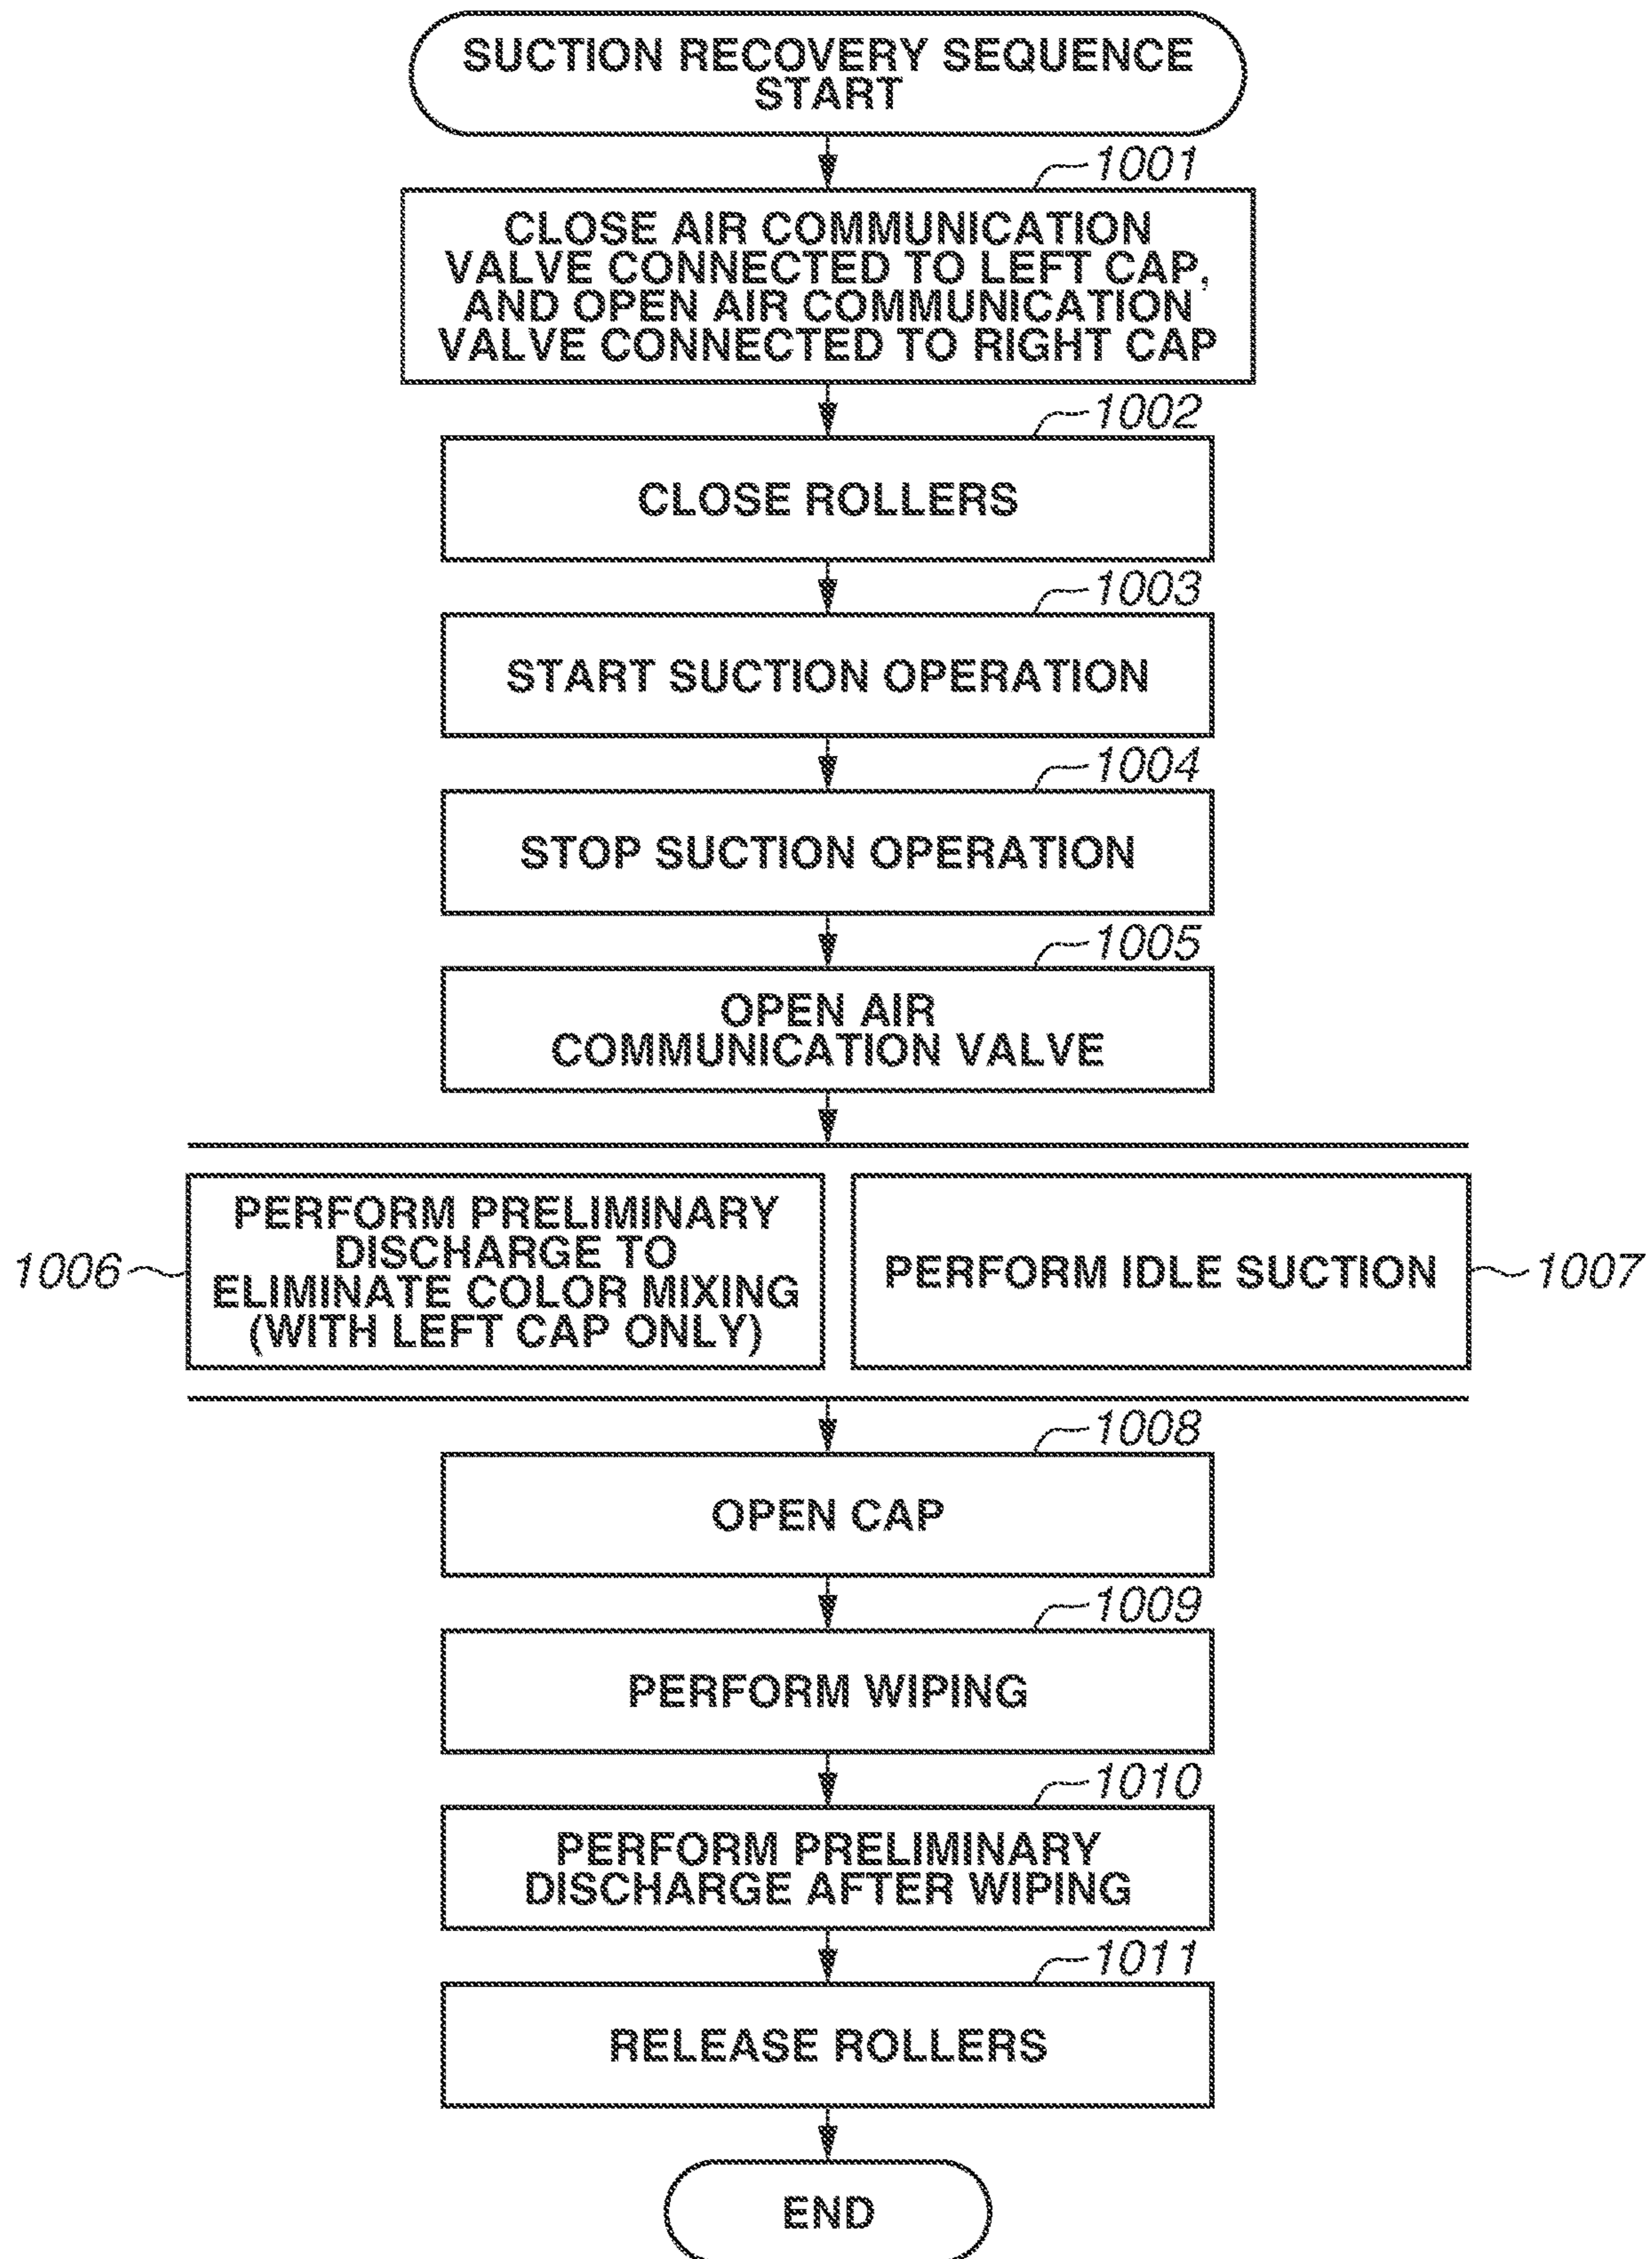 SUCTION RECOVERY SEQUENCE
START
1001
CLOSE AIR COMMUNICATION
VALVE CONNECTED TO LEFT CAP,
AND OPEN AIR COMMUNICATION
VALVE CONNECTED TO RIGHT CAP
1002
CLOSE ROLLERS
1003
START SUCTION OPERATION
1004
STOP SUCTION OPERATION
1005
OPEN AIR
COMMUNICATION VALVE
1006
PERFORM PRELIMINARY
DISCHARGE TO
ELIMINATE COLOR MIXING
(WITH LEFT CAP ONLY)
PERFORM IDLE SUCTION
1007
1008
OPEN CAP
1009
PERFORM WIPING
1010
PERFORM PRELIMINARY
DISCHARGE AFTER WIPING
1011
RELEASE ROLLERS
END